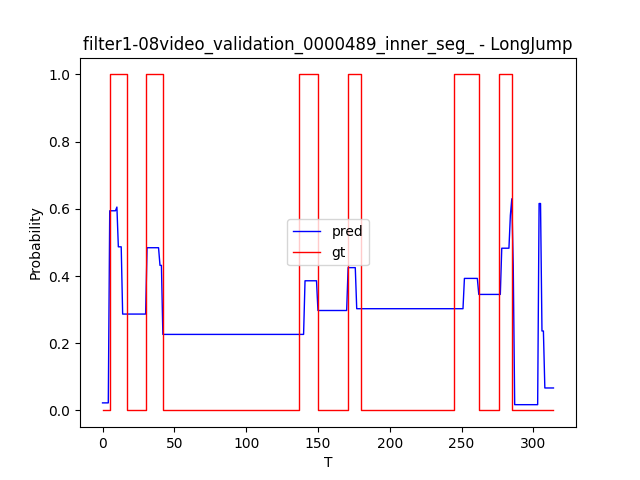 filter1-08video_validation_0000489_inner_seg_ - LongJump
1.0
0.8
0.6
0.4
0.2
0.0
Probability
pred
gt
0 50 100 150 200 250 300
T